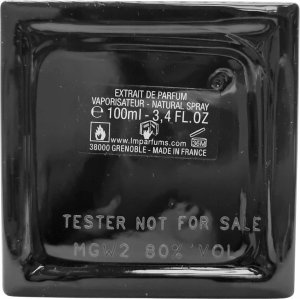 EXTRAIT DE PARFUM
VAPORISATEUR - NATURAL SPRAY
℮ 100ml - 3,4 FL.OZ
www.lmparfums.com
36M
38000 GRENOBLE - MADE IN FRANCE
TESTER NOT FOR SALE
MGW2 80% VOL